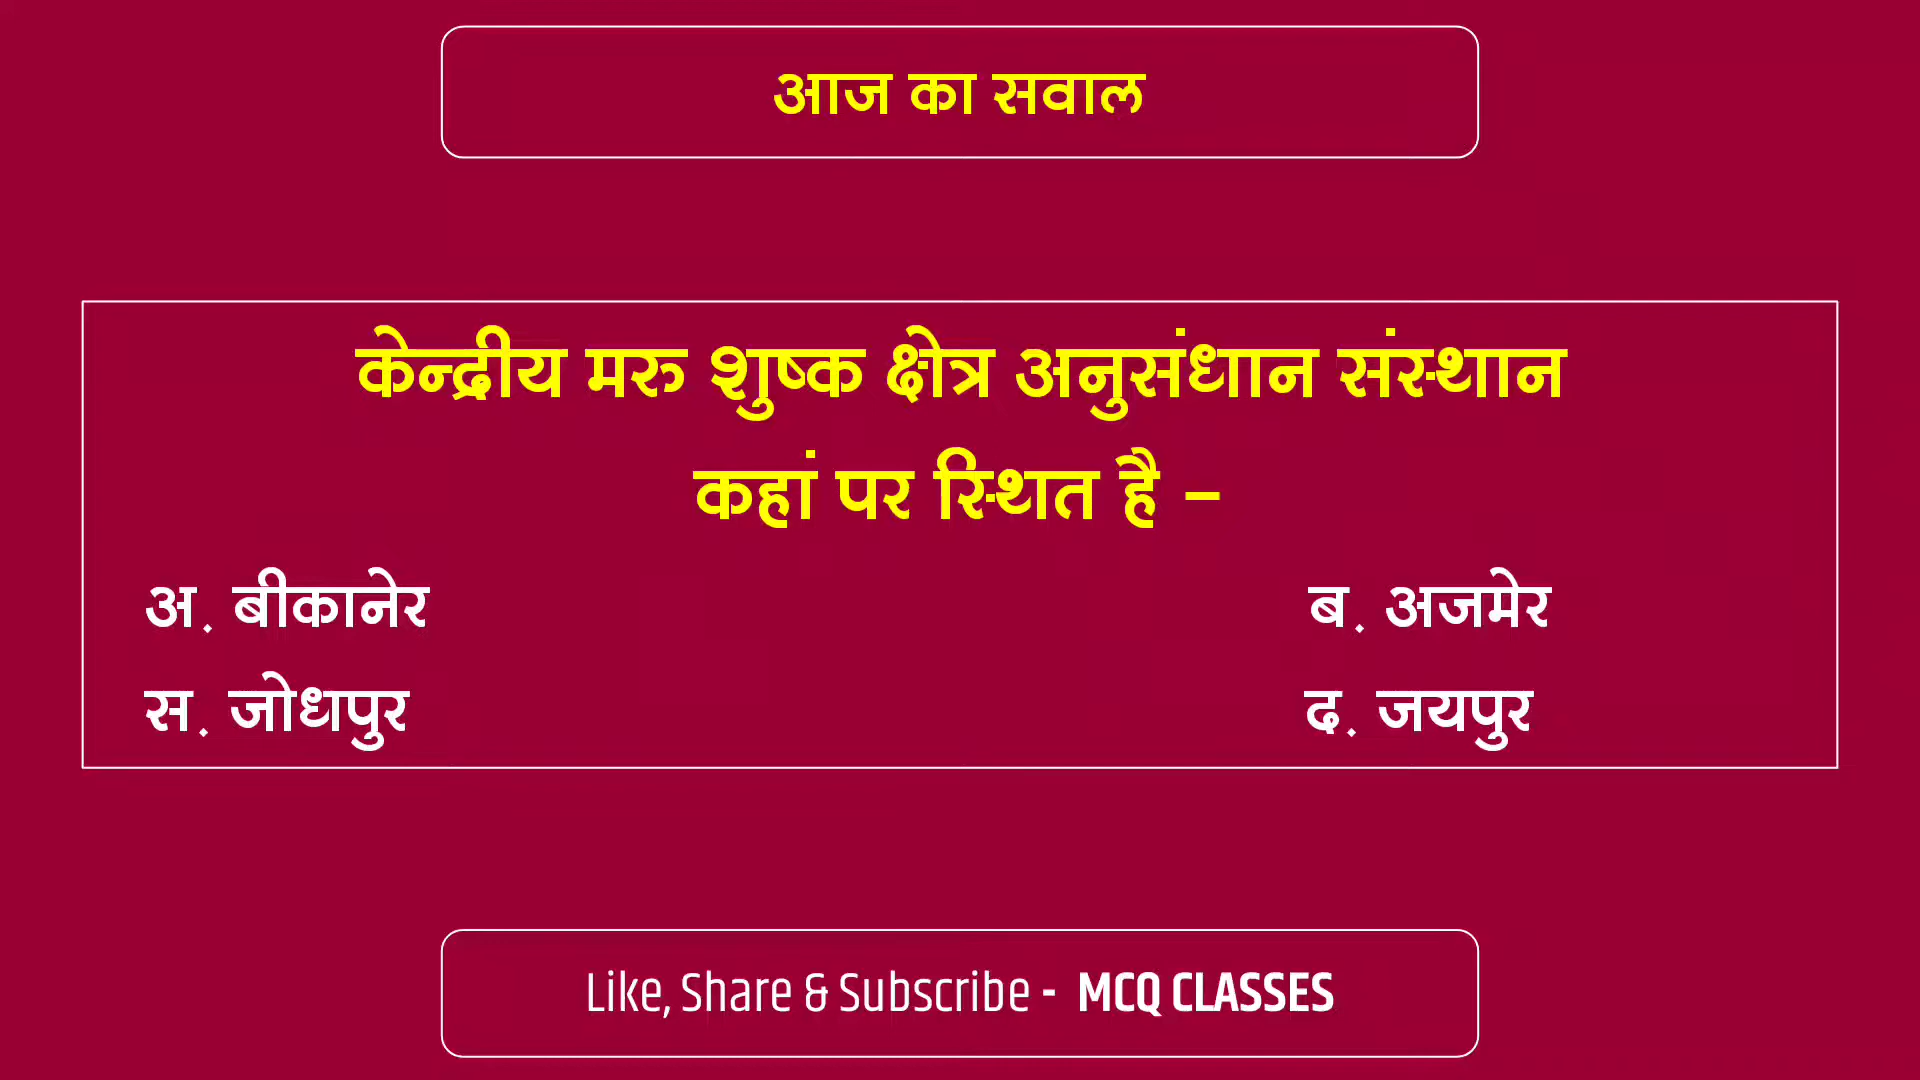 आज का सवाल
केन्द्रीय मरु शुष्क क्षेत्र अनुसंधान संस्थान
कहां पर स्थित है –
अ. बीकानेर ब. अजमेर
स. जोधपुर द. जयपुर
Like, Share & Subscribe - MCQ CLASSES